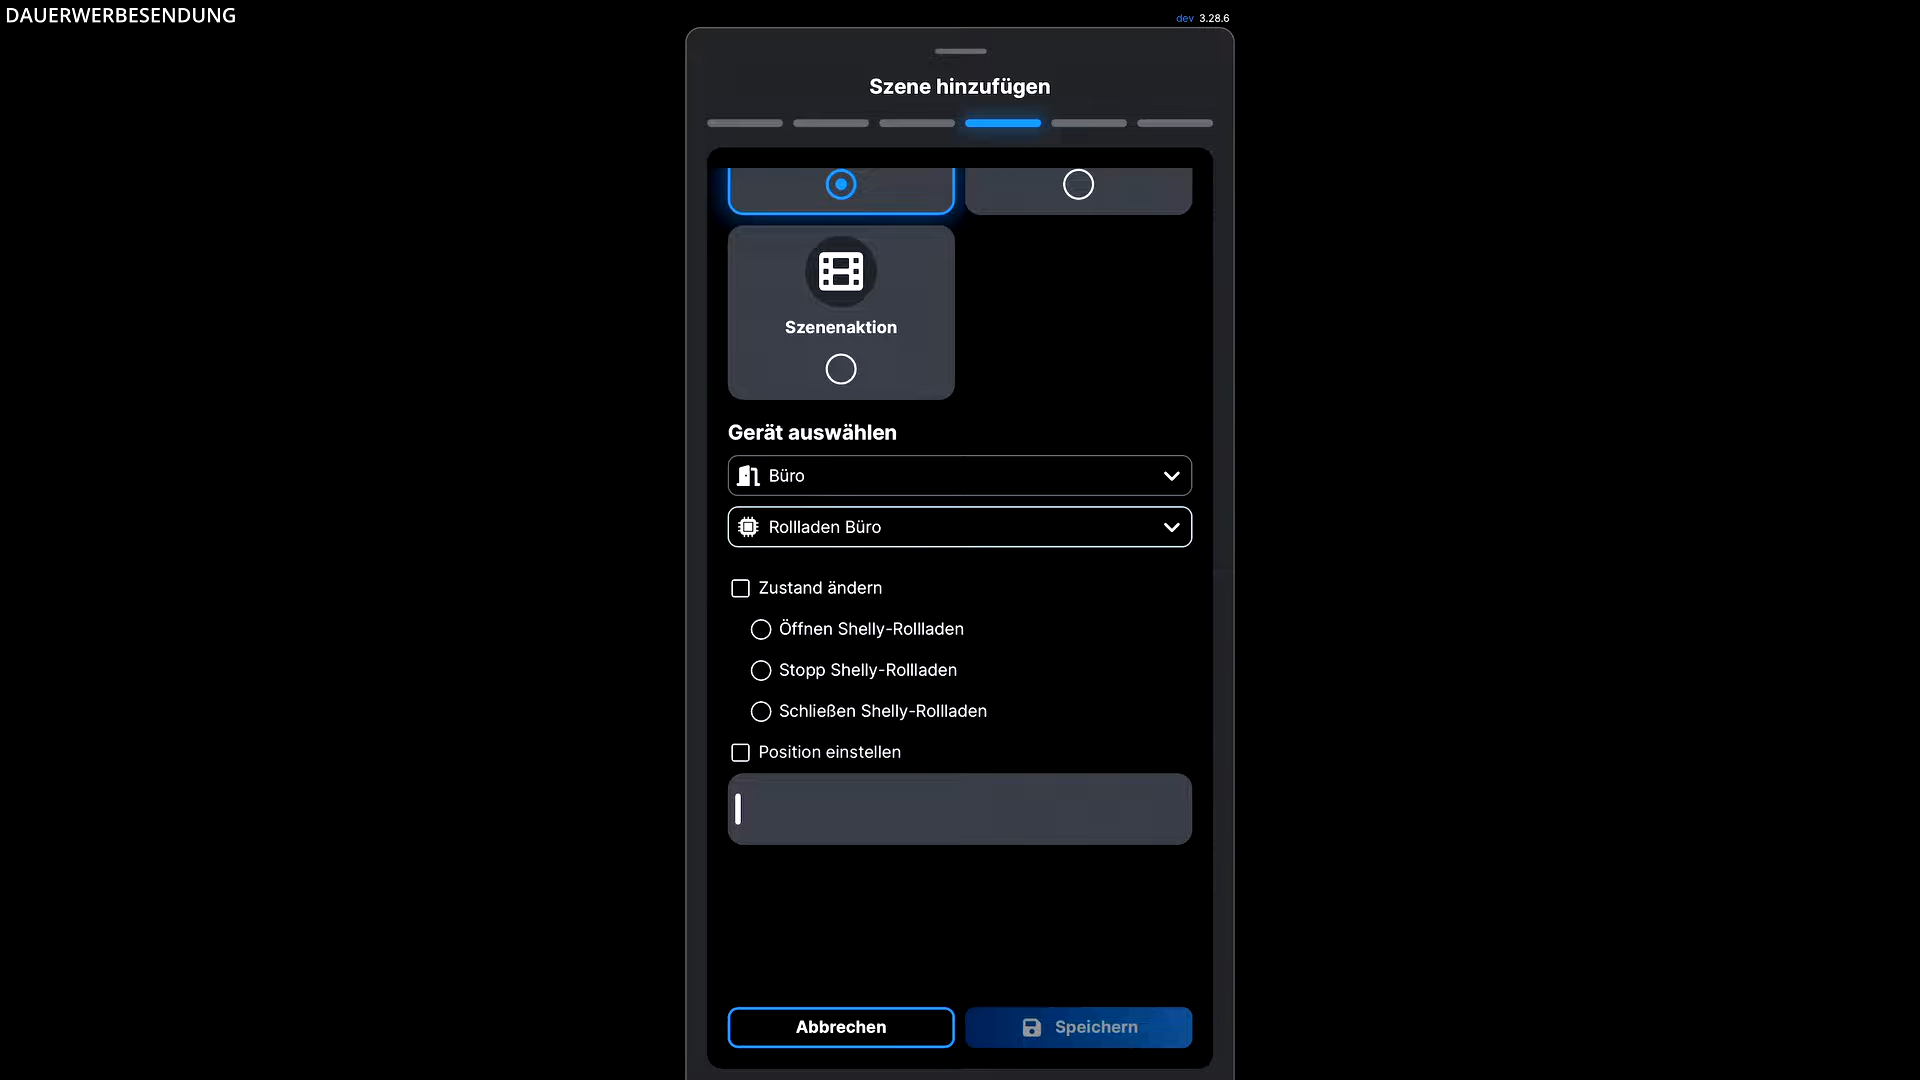 DAUERWERBESENDUNG
dev 3.28.6
Szene hinzufügen
Szenenaktion
Gerät auswählen
Büro
Rollladen Büro
Zustand ändern
Öffnen Shelly-Rollladen
Stopp Shelly-Rollladen
Schließen Shelly-Rollladen
Position einstellen
Abbrechen
Speichern